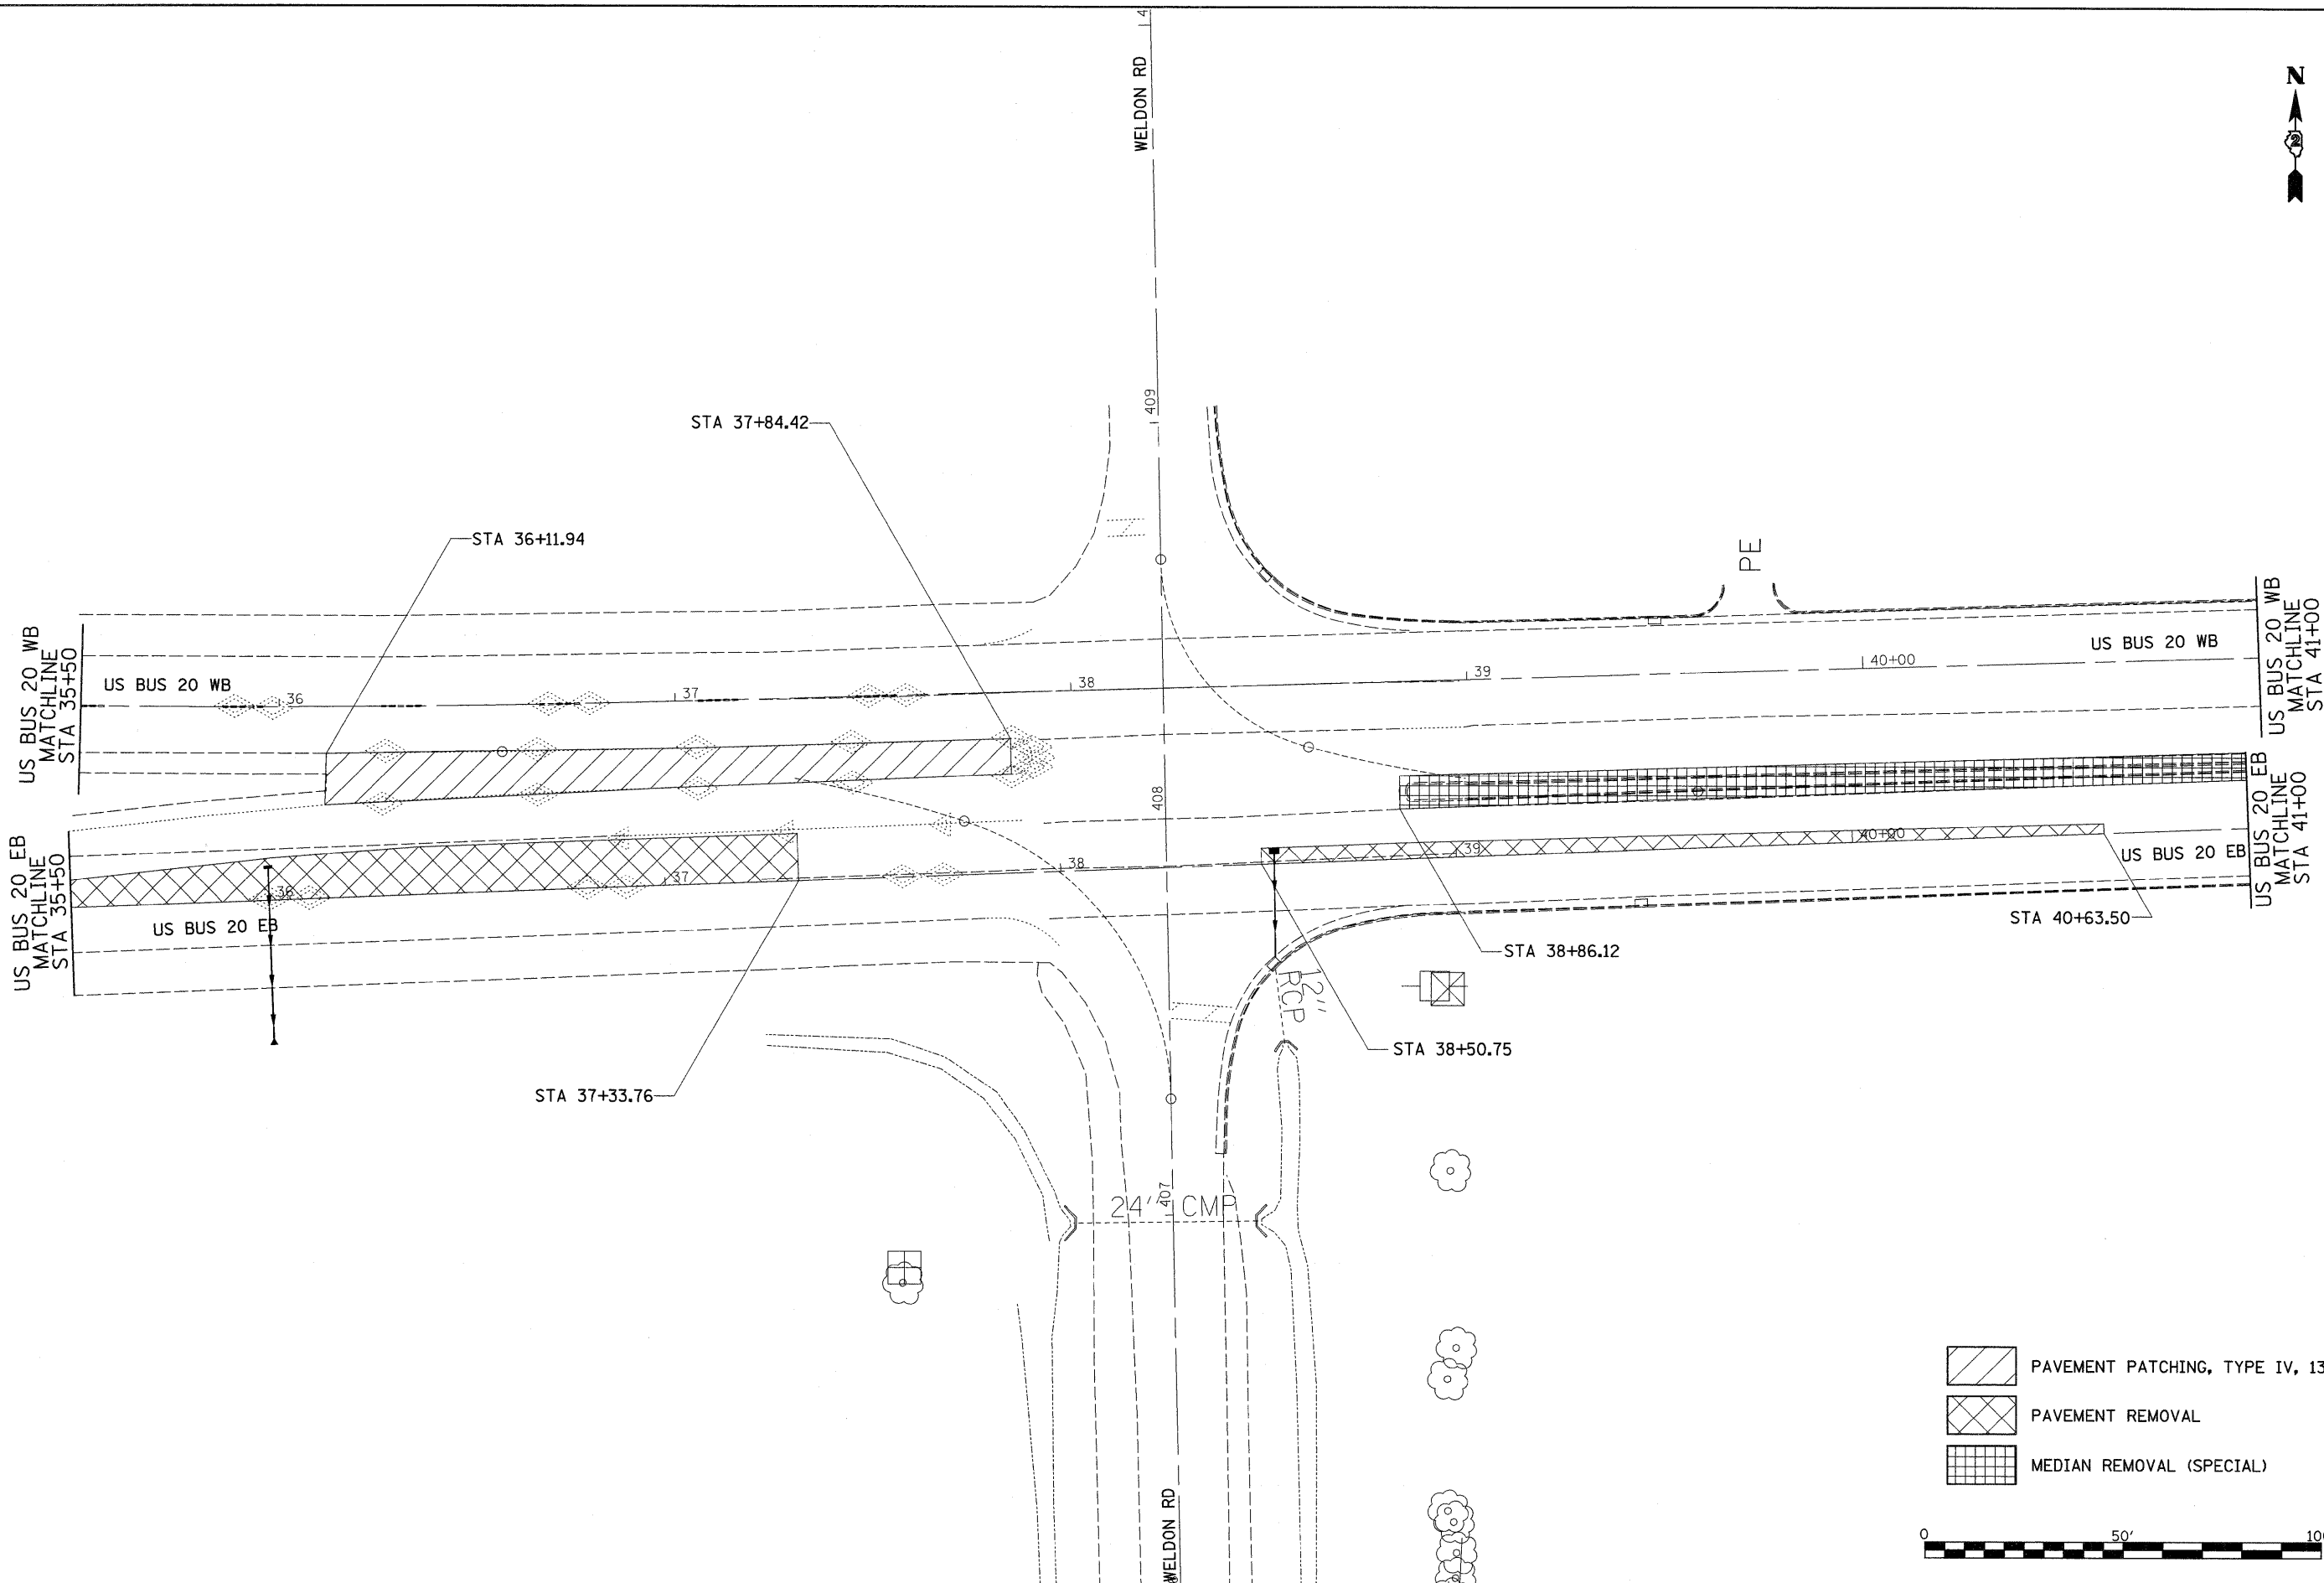 4
WELDON RD
N
2
409
STA 37+84.42
STA 36+11.94
PE
US BUS 20 WB
MATCHLINE
STA 35+50
US BUS 20 WB
36
37
38
39
40+00
US BUS 20 WB
US BUS 20 WB
MATCHLINE
STA 41+00
408
US BUS 20 EB
MATCHLINE
STA 35+50
US BUS 20 EB
36
37
38
39
40+00
US BUS 20 EB
US BUS 20 EB
MATCHLINE
STA 41+00
STA 40+63.50
STA 38+86.12
12"
RCP
STA 38+50.75
STA 37+33.76
407
24" CMP
WELDON RD
PAVEMENT PATCHING, TYPE IV, 13
PAVEMENT REMOVAL
MEDIAN REMOVAL (SPECIAL)
0 50' 10